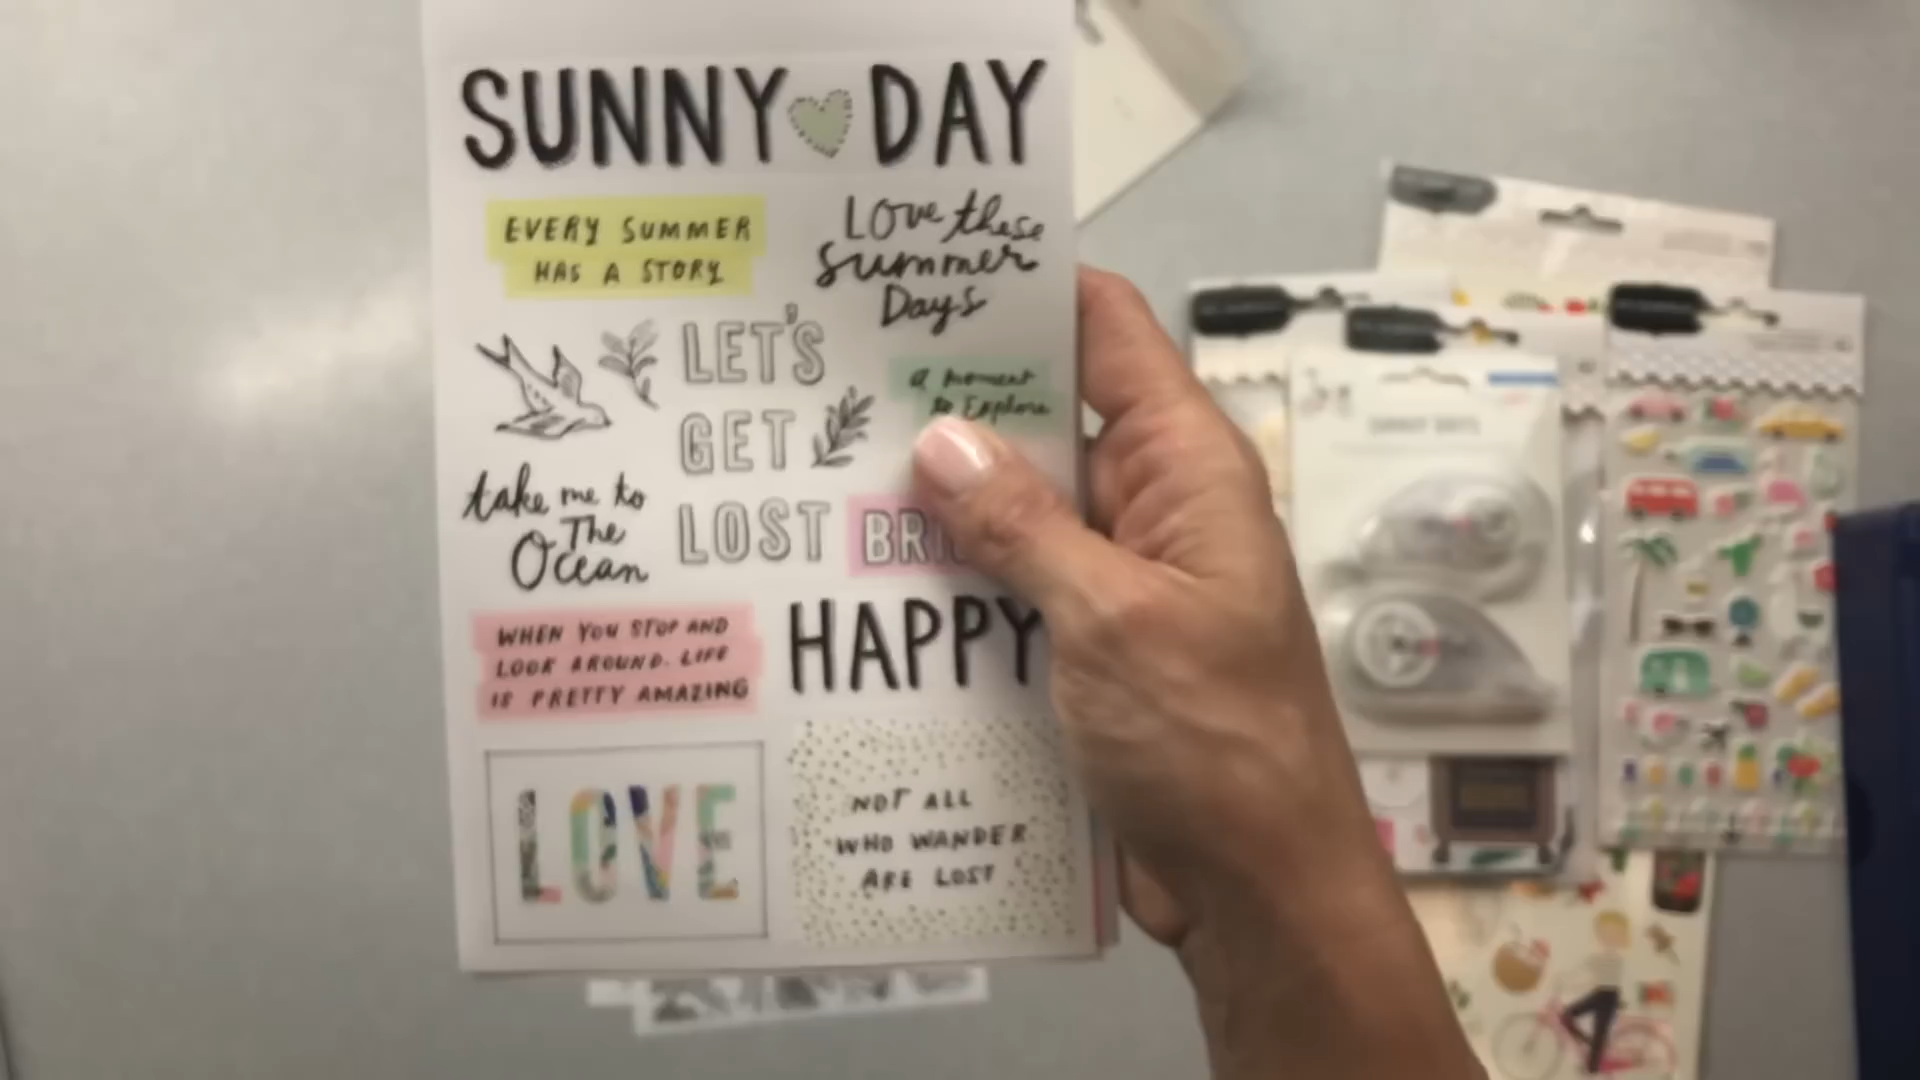 SUNNY DAY
EVERY SUMMER
HAS A STORY
Love these
Summer
Days
LET'S
GET
LOST
a moment
to Explore
take me to
The
Ocean
WHEN YOU STOP AND
LOOK AROUND. LIFE
IS PRETTY AMAZING
HAPPY
LOVE
NOT ALL
WHO WANDER
ARE LOST
SUNNY DAYS